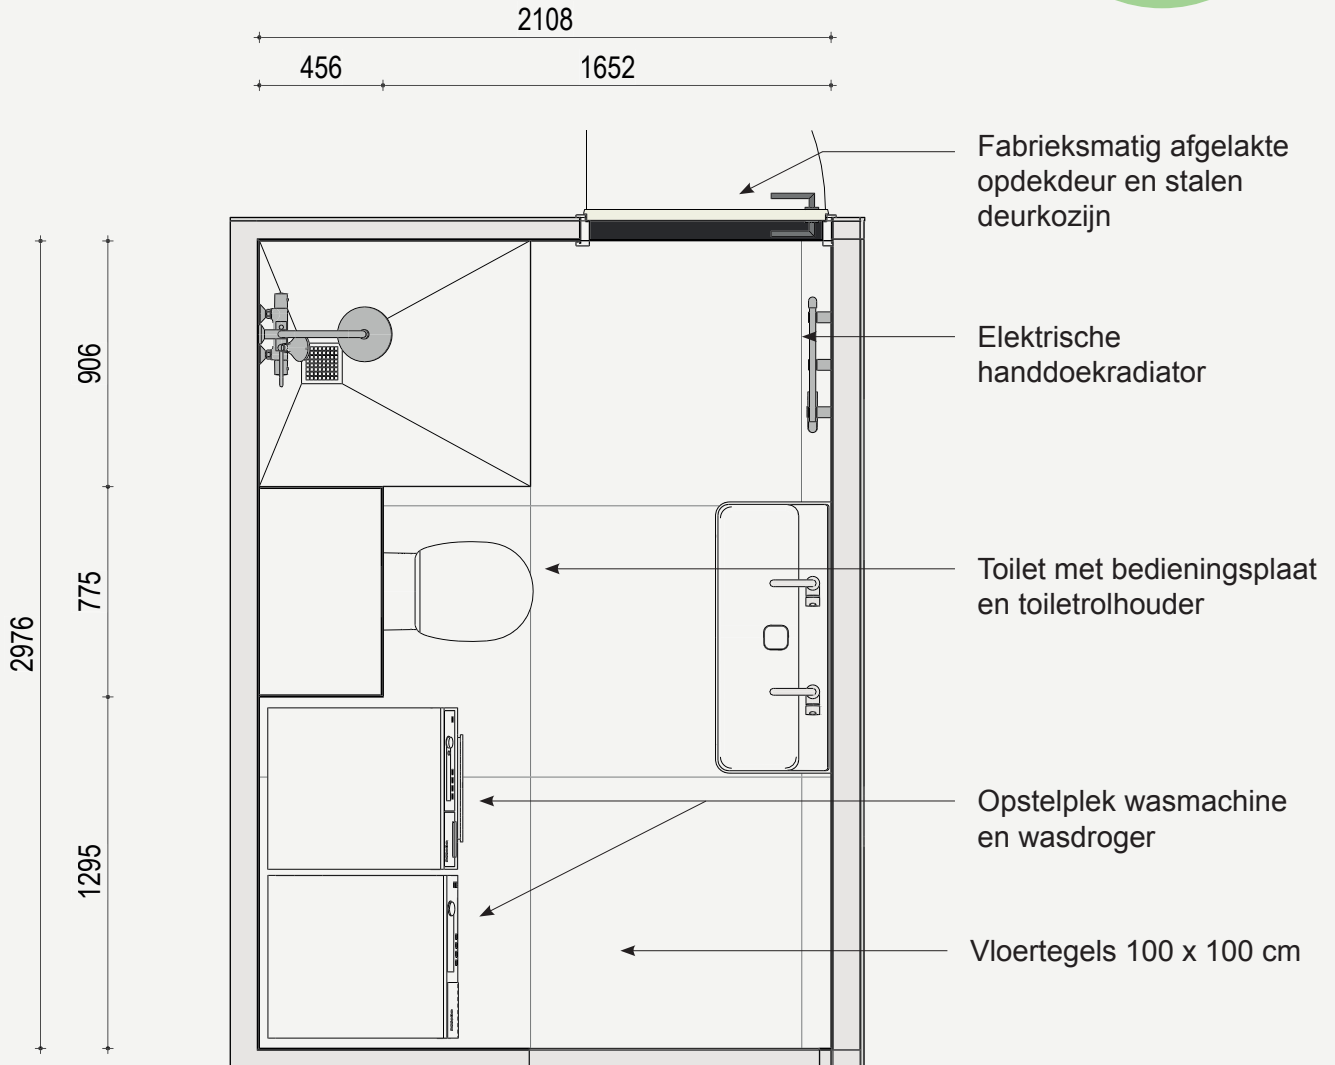 2108
456
1652
Fabrieksmatig afgelakte
opdekdeur en stalen
deurkozijn
906
Elektrische
handdoekradiator
775
Toilet met bedieningsplaat
en toiletrolhouder
2976
1295
Opstelplek wasmachine
en wasdroger
Vloertegels 100 x 100 cm